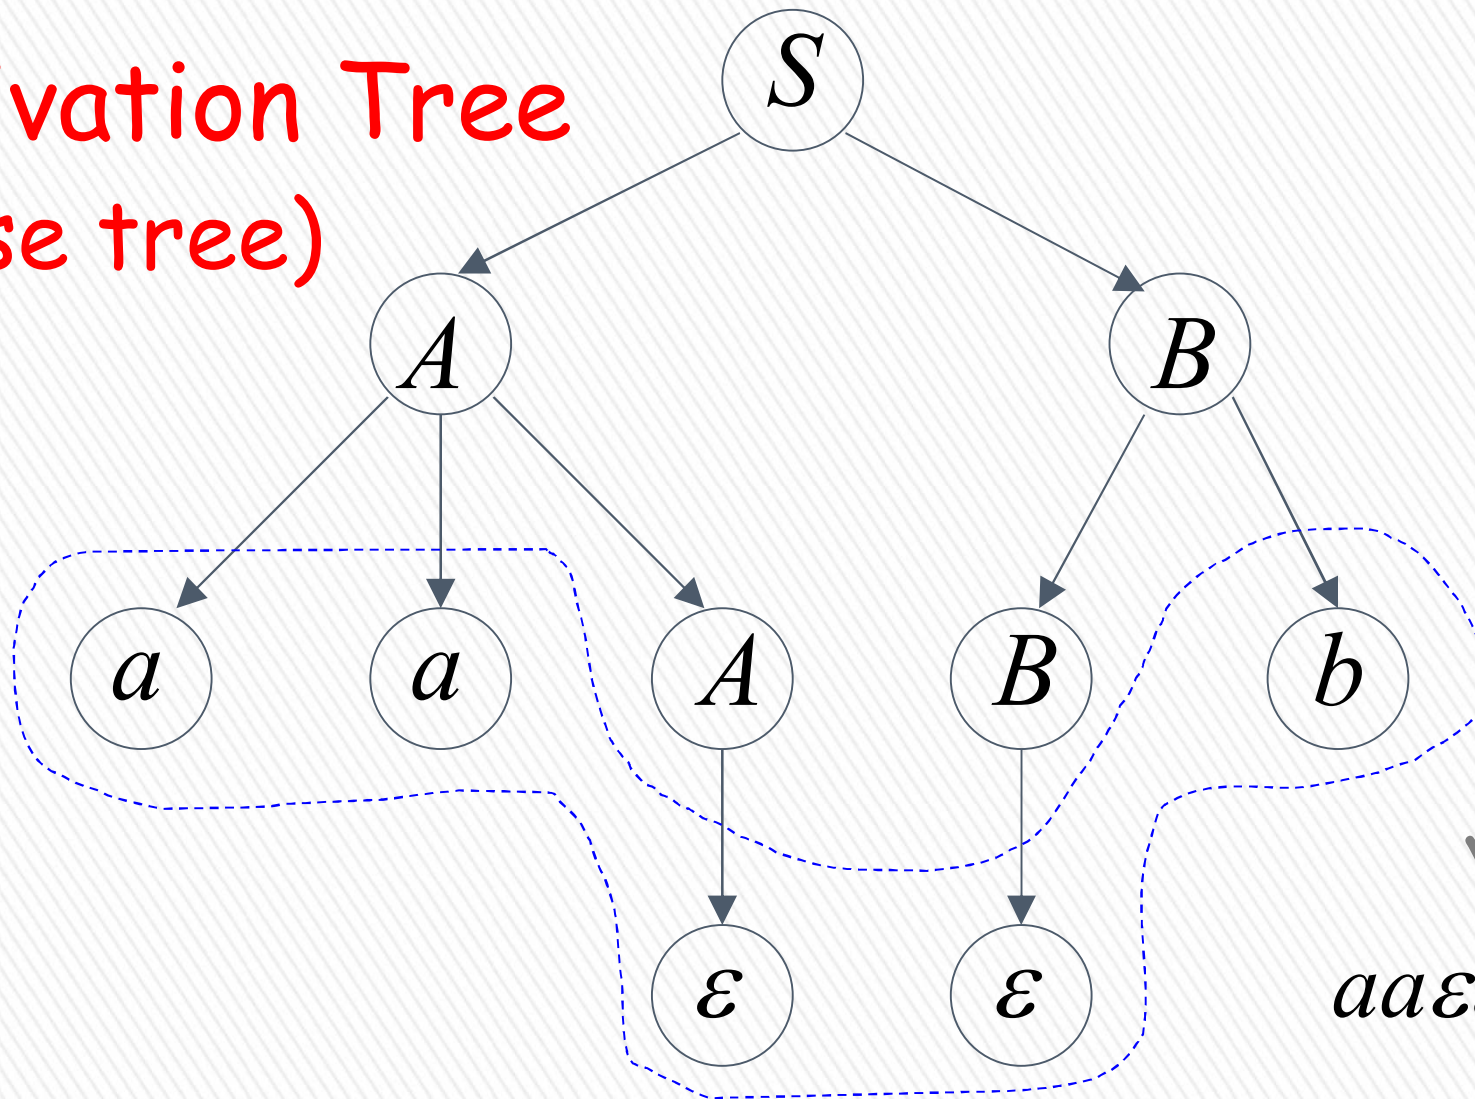 vation Tree
S
se tree)
A B
a a A B b
ε ε aaε